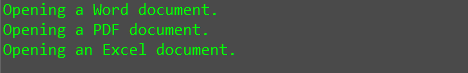 Opening a Word document.
Opening a PDF document.
Opening an Excel document.